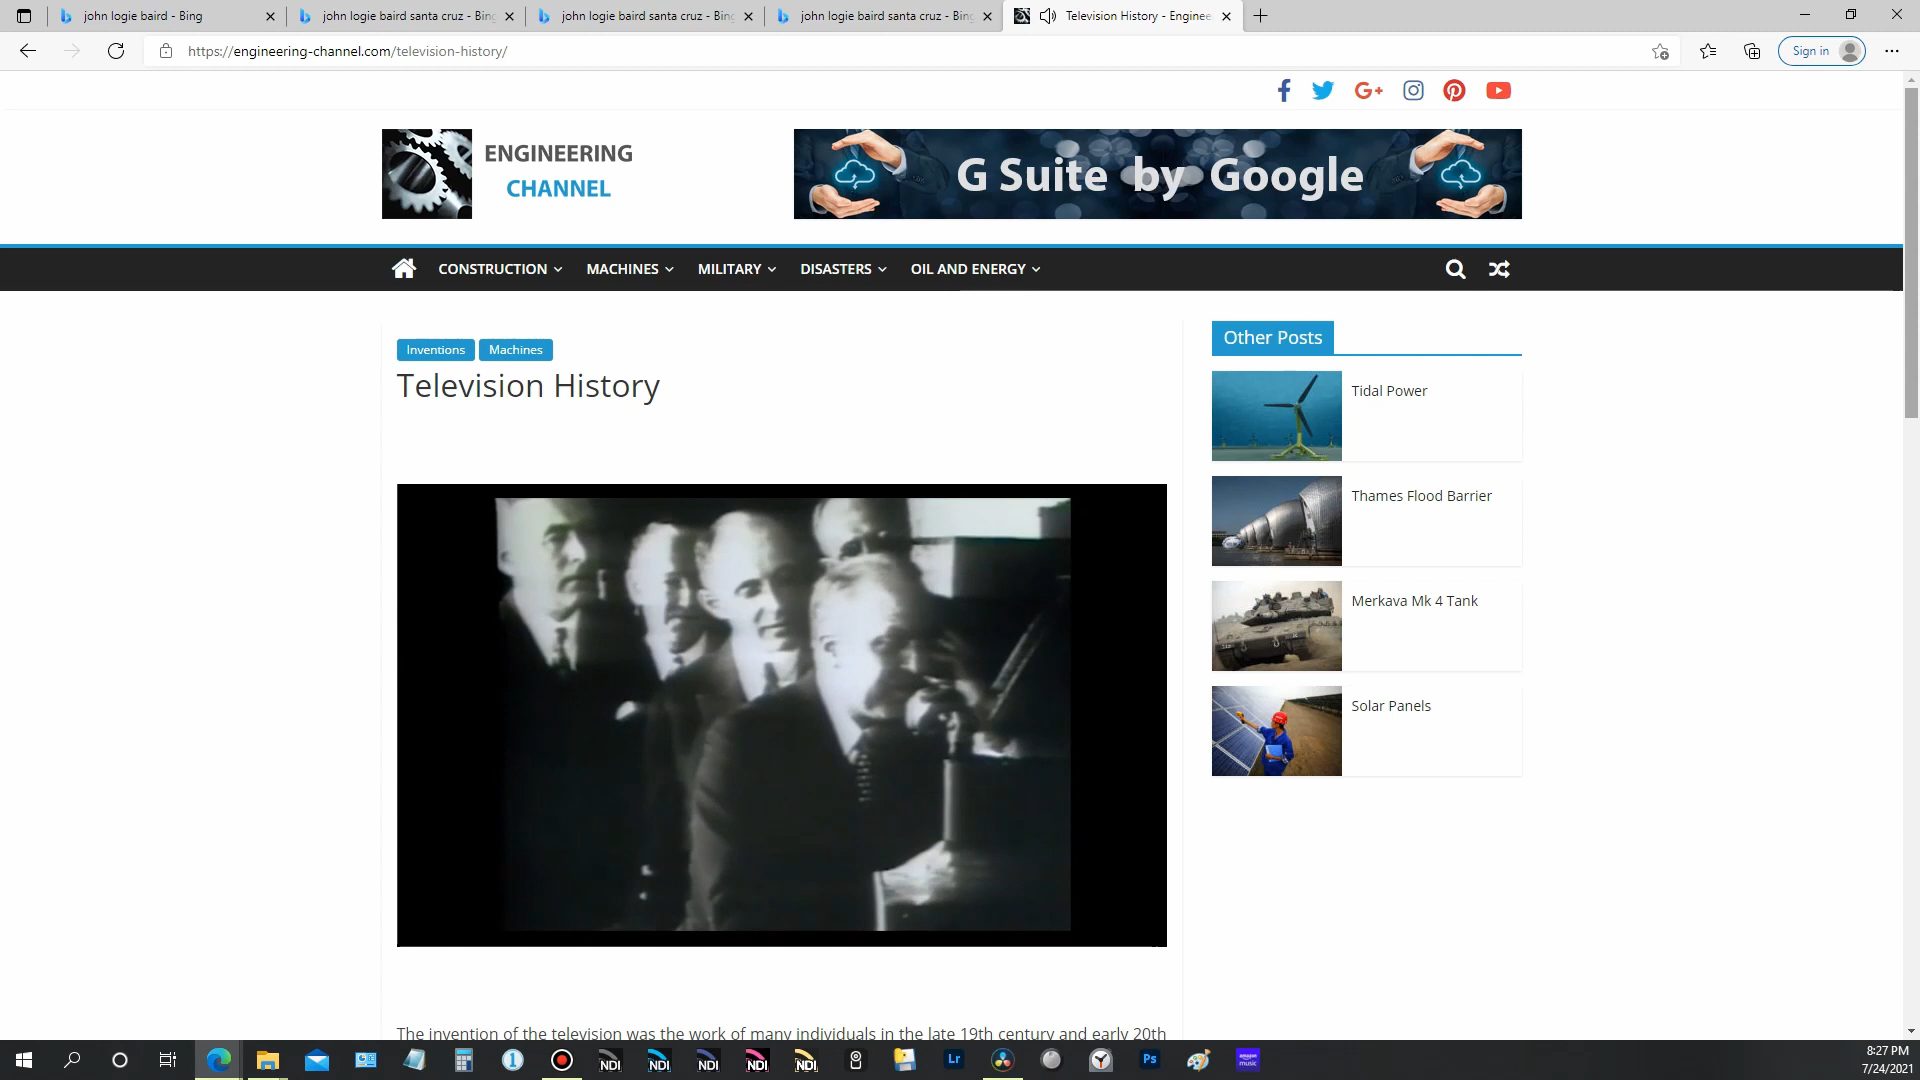 john logie baird - Bing
john logie baird santa cruz - Bing
john logie baird santa cruz - Bing
john logie baird santa cruz - Bing
Television History - Enginee
https://engineering-channel.com/television-history/
Sign in
G+
ENGINEERING
CHANNEL
G Suite by Google
CONSTRUCTION
MACHINES
MILITARY
DISASTERS
OIL AND ENERGY
Inventions
Machines
Television History
Other Posts
Tidal Power
Thames Flood Barrier
Merkava Mk 4 Tank
Solar Panels
The invention of the television was the work of many individuals in the late 19th century and early 20th
NDI
NDI
NDI
NDI
NDI
Lr
Ps
amazon
music
8:27 PM
7/24/2021